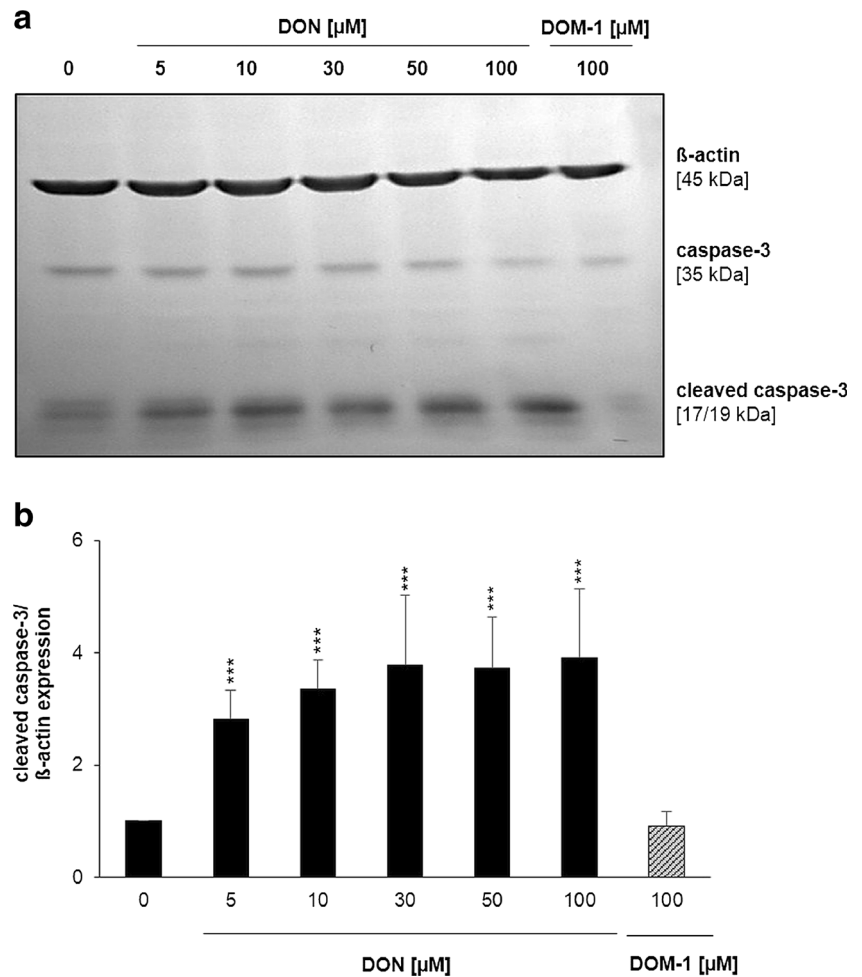 a
DON [µM] DOM-1 [µM]
0 5 10 30 50 100 100
ß-actin
[45 kDa]
caspase-3
[35 kDa]
cleaved caspase-3
[17/19 kDa]
b
cleaved caspase-3/
ß-actin expression
6
4
2
0
*** *** *** *** ***
0 5 10 30 50 100 100
DON [µM] DOM-1 [µM]